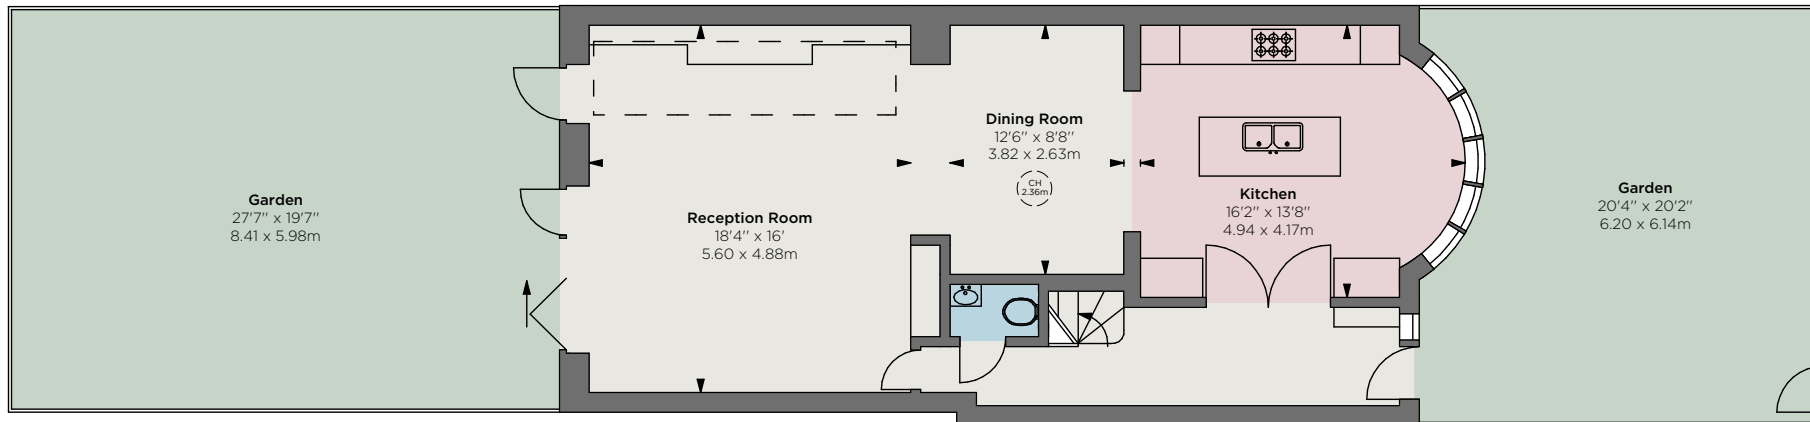 Garden
27'7'' x 19'7''
8.41 x 5.98m
Reception Room
18'4'' x 16'
5.60 x 4.88m
Dining Room
12'6'' x 8'8''
3.82 x 2.63m
CH
2.36m
Kitchen
16'2'' x 13'8''
4.94 x 4.17m
Garden
20'4'' x 20'2''
6.20 x 6.14m